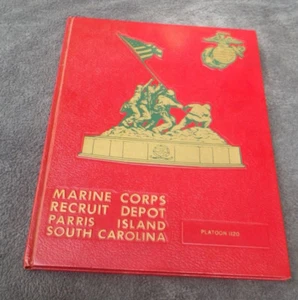 MARINE CORPS
RECRUIT DEPOT
PARRIS ISLAND
SOUTH CAROLINA
PLATOON